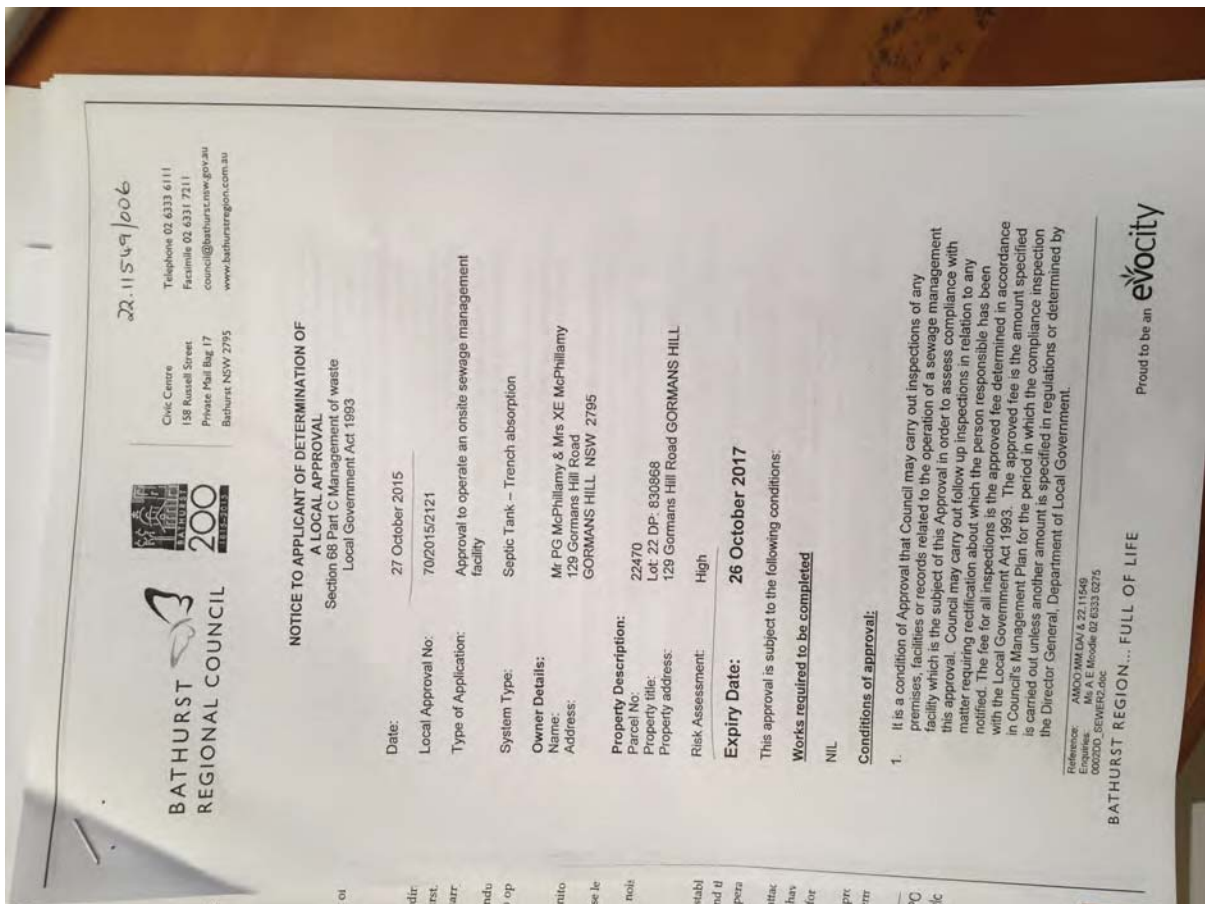 22.11549/006
BATHURST
REGIONAL COUNCIL
BATHURST
200
1815-2015
Civic Centre
158 Russell Street
Private Mail Bag 17
Bathurst NSW 2795
Telephone 02 6333 6111
Facsimile 02 6331 7211
council@bathurst.nsw.gov.au
www.bathurstregion.com.au
NOTICE TO APPLICANT OF DETERMINATION OF
A LOCAL APPROVAL
Section 68 Part C Management of waste
Local Government Act 1993
Date: 27 October 2015
Local Approval No: 70/2015/2121
Type of Application: Approval to operate an onsite sewage management
facility
System Type: Septic Tank – Trench absorption
Owner Details:
Name: Mr PG McPhillamy & Mrs XE McPhillamy
Address: 129 Gormans Hill Road
GORMANS HILL NSW 2795
Property Description:
Parcel No: 22470
Property title: Lot: 22 DP: 830868
Property address: 129 Gormans Hill Road GORMANS HILL
Risk Assessment: High
Expiry Date: 26 October 2017
This approval is subject to the following conditions:
Works required to be completed
NIL
Conditions of approval:
1. It is a condition of Approval that Council may carry out inspections of any
premises, facilities or records related to the operation of a sewage management
facility which is the subject of this Approval in order to assess compliance with
this approval. Council may carry out follow up inspections in relation to any
matter requiring rectification about which the person responsible has been
notified. The fee for all inspections is the approved fee determined in accordance
with the Local Government Act 1993. The approved fee is the amount specified
in Council's Management Plan for the period in which the compliance inspection
is carried out unless another amount is specified in regulations or determined by
the Director General, Department of Local Government.
Reference: AMOO:MM:DA/ & 22.11549
Enquiries: Ms A E Moodie 02 6333 6275
0002DD_SEWER2.doc
BATHURST REGION... FULL OF LIFE
Proud to be an evocity